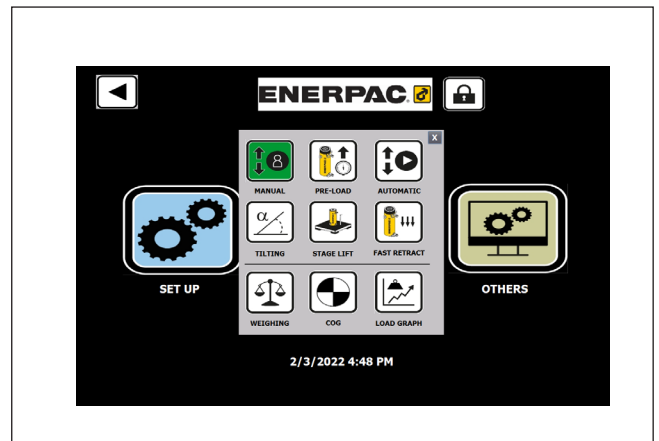 ENERPAC.
X
MANUAL PRE-LOAD AUTOMATIC
α
TILTING STAGE LIFT FAST RETRACT
SET UP OTHERS
WEIGHING COG LOAD GRAPH
2/3/2022 4:48 PM